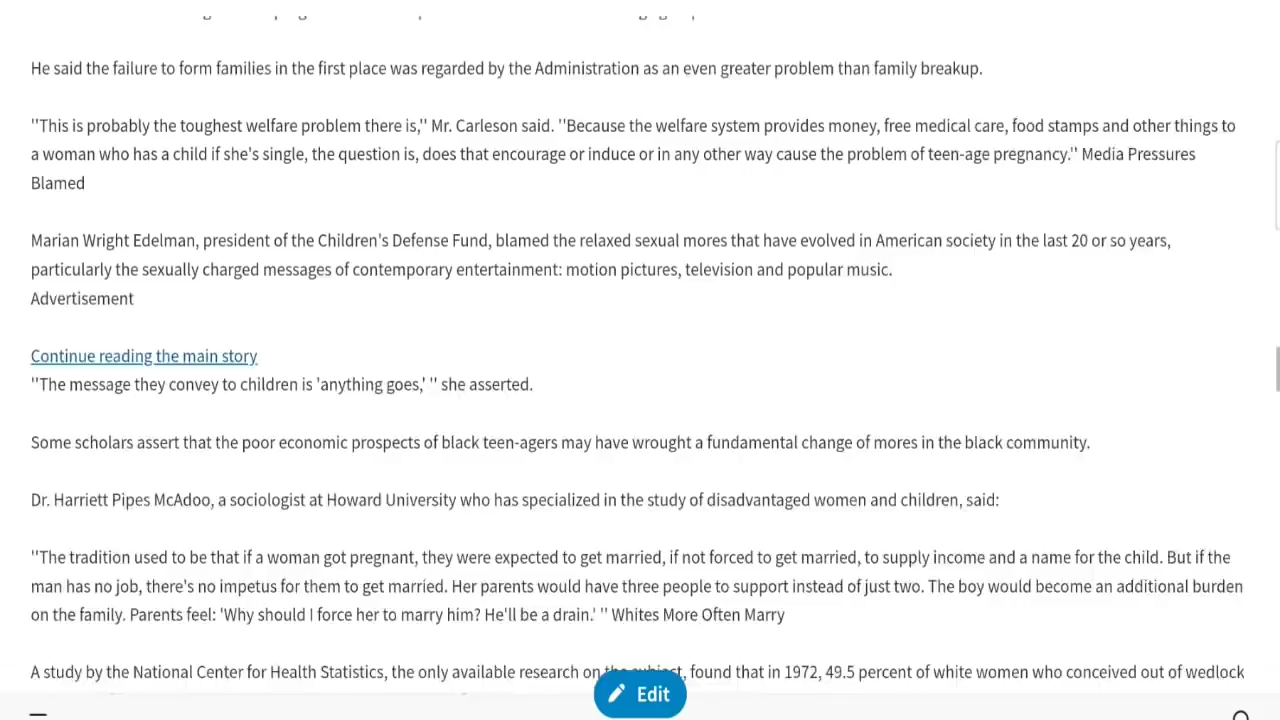 He said the failure to form families in the first place was regarded by the Administration as an even greater problem than family breakup.
''This is probably the toughest welfare problem there is,'' Mr. Carleson said. ''Because the welfare system provides money, free medical care, food stamps and other things to
a woman who has a child if she's single, the question is, does that encourage or induce or in any other way cause the problem of teen-age pregnancy.'' Media Pressures
Blamed
Marian Wright Edelman, president of the Children's Defense Fund, blamed the relaxed sexual mores that have evolved in American society in the last 20 or so years,
particularly the sexually charged messages of contemporary entertainment: motion pictures, television and popular music.
Advertisement
Continue reading the main story
''The message they convey to children is 'anything goes,' '' she asserted.
Some scholars assert that the poor economic prospects of black teen-agers may have wrought a fundamental change of mores in the black community.
Dr. Harriett Pipes McAdoo, a sociologist at Howard University who has specialized in the study of disadvantaged women and children, said:
''The tradition used to be that if a woman got pregnant, they were expected to get married, if not forced to get married, to supply income and a name for the child. But if the
man has no job, there's no impetus for them to get married. Her parents would have three people to support instead of just two. The boy would become an additional burden
on the family. Parents feel: 'Why should I force her to marry him? He'll be a drain.' '' Whites More Often Marry
A study by the National Center for Health Statistics, the only available research on the subject, found that in 1972, 49.5 percent of white women who conceived out of wedlock
Edit